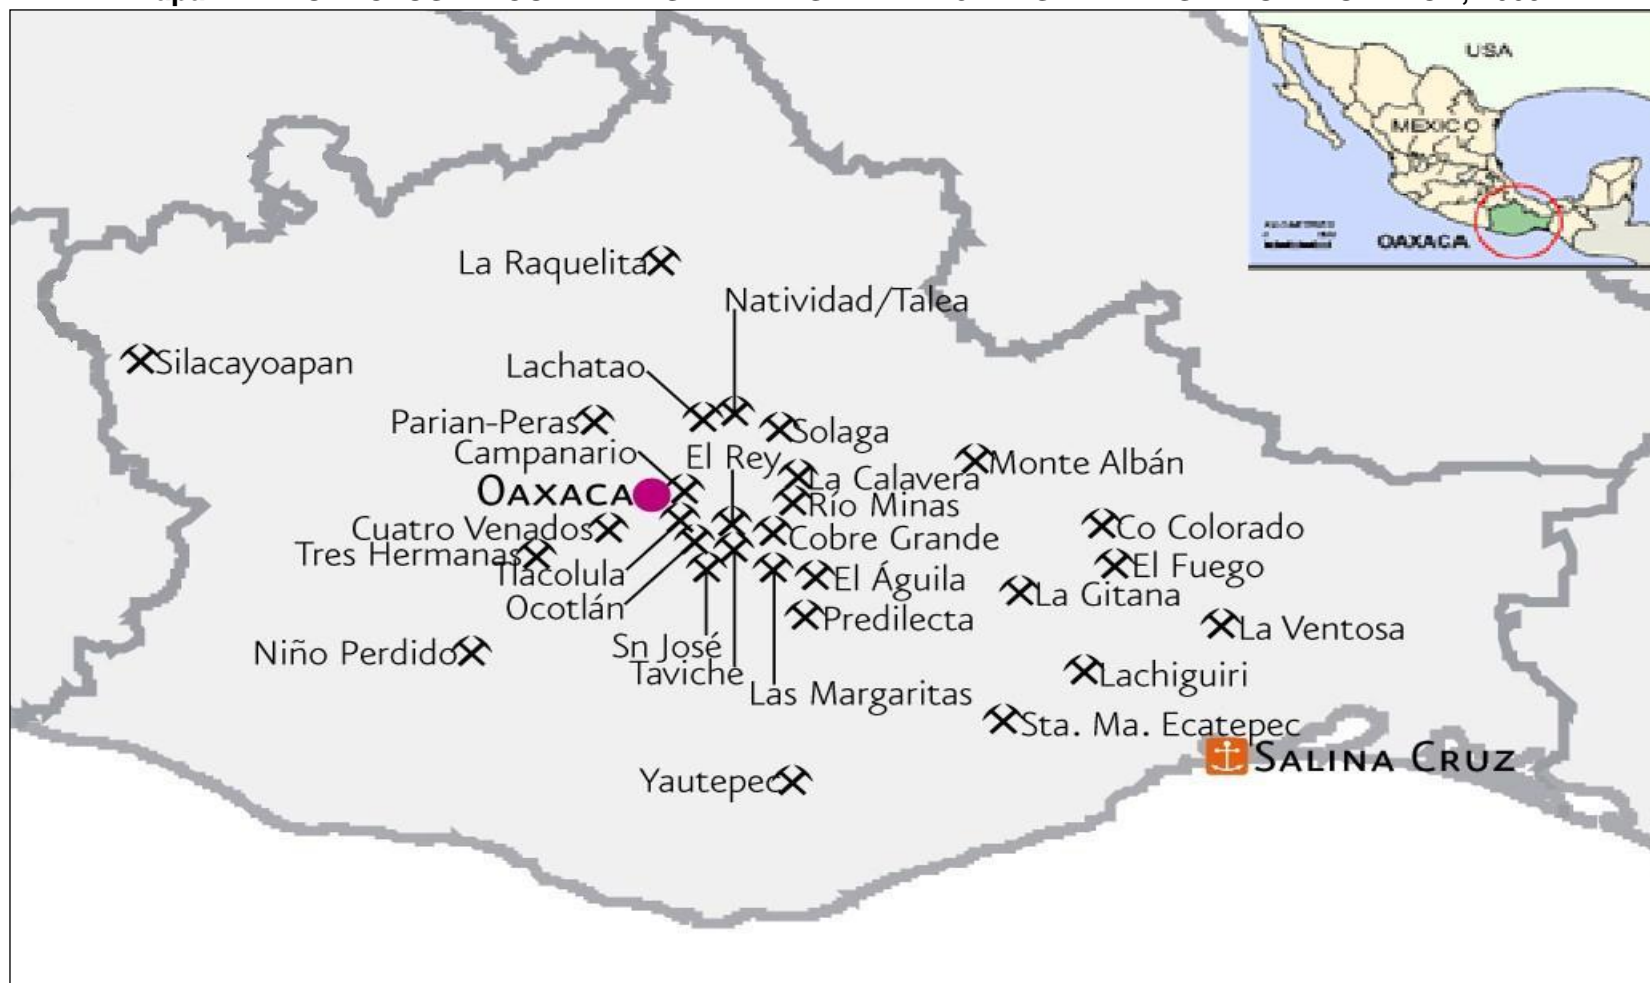 USA
MEXICO
OAXACA
La Raquelita
Natividad/Talea
Lachatao
Silacayoapan
Parian-Peras
Solaga
Campanario
El Rey
Monte Albán
La Calavera
OAXACA
Río Minas
Cuatro Venados
Cobre Grande
Co Colorado
Tres Hermanas
El Fuego
Tlacolula
El Águila
La Gitana
Ocotlán
Predilecta
La Ventosa
Sn José
Niño Perdido
Taviche
Lachiguiri
Las Margaritas
Sta. Ma. Ecatepec
SALINA CRUZ
Yautepec